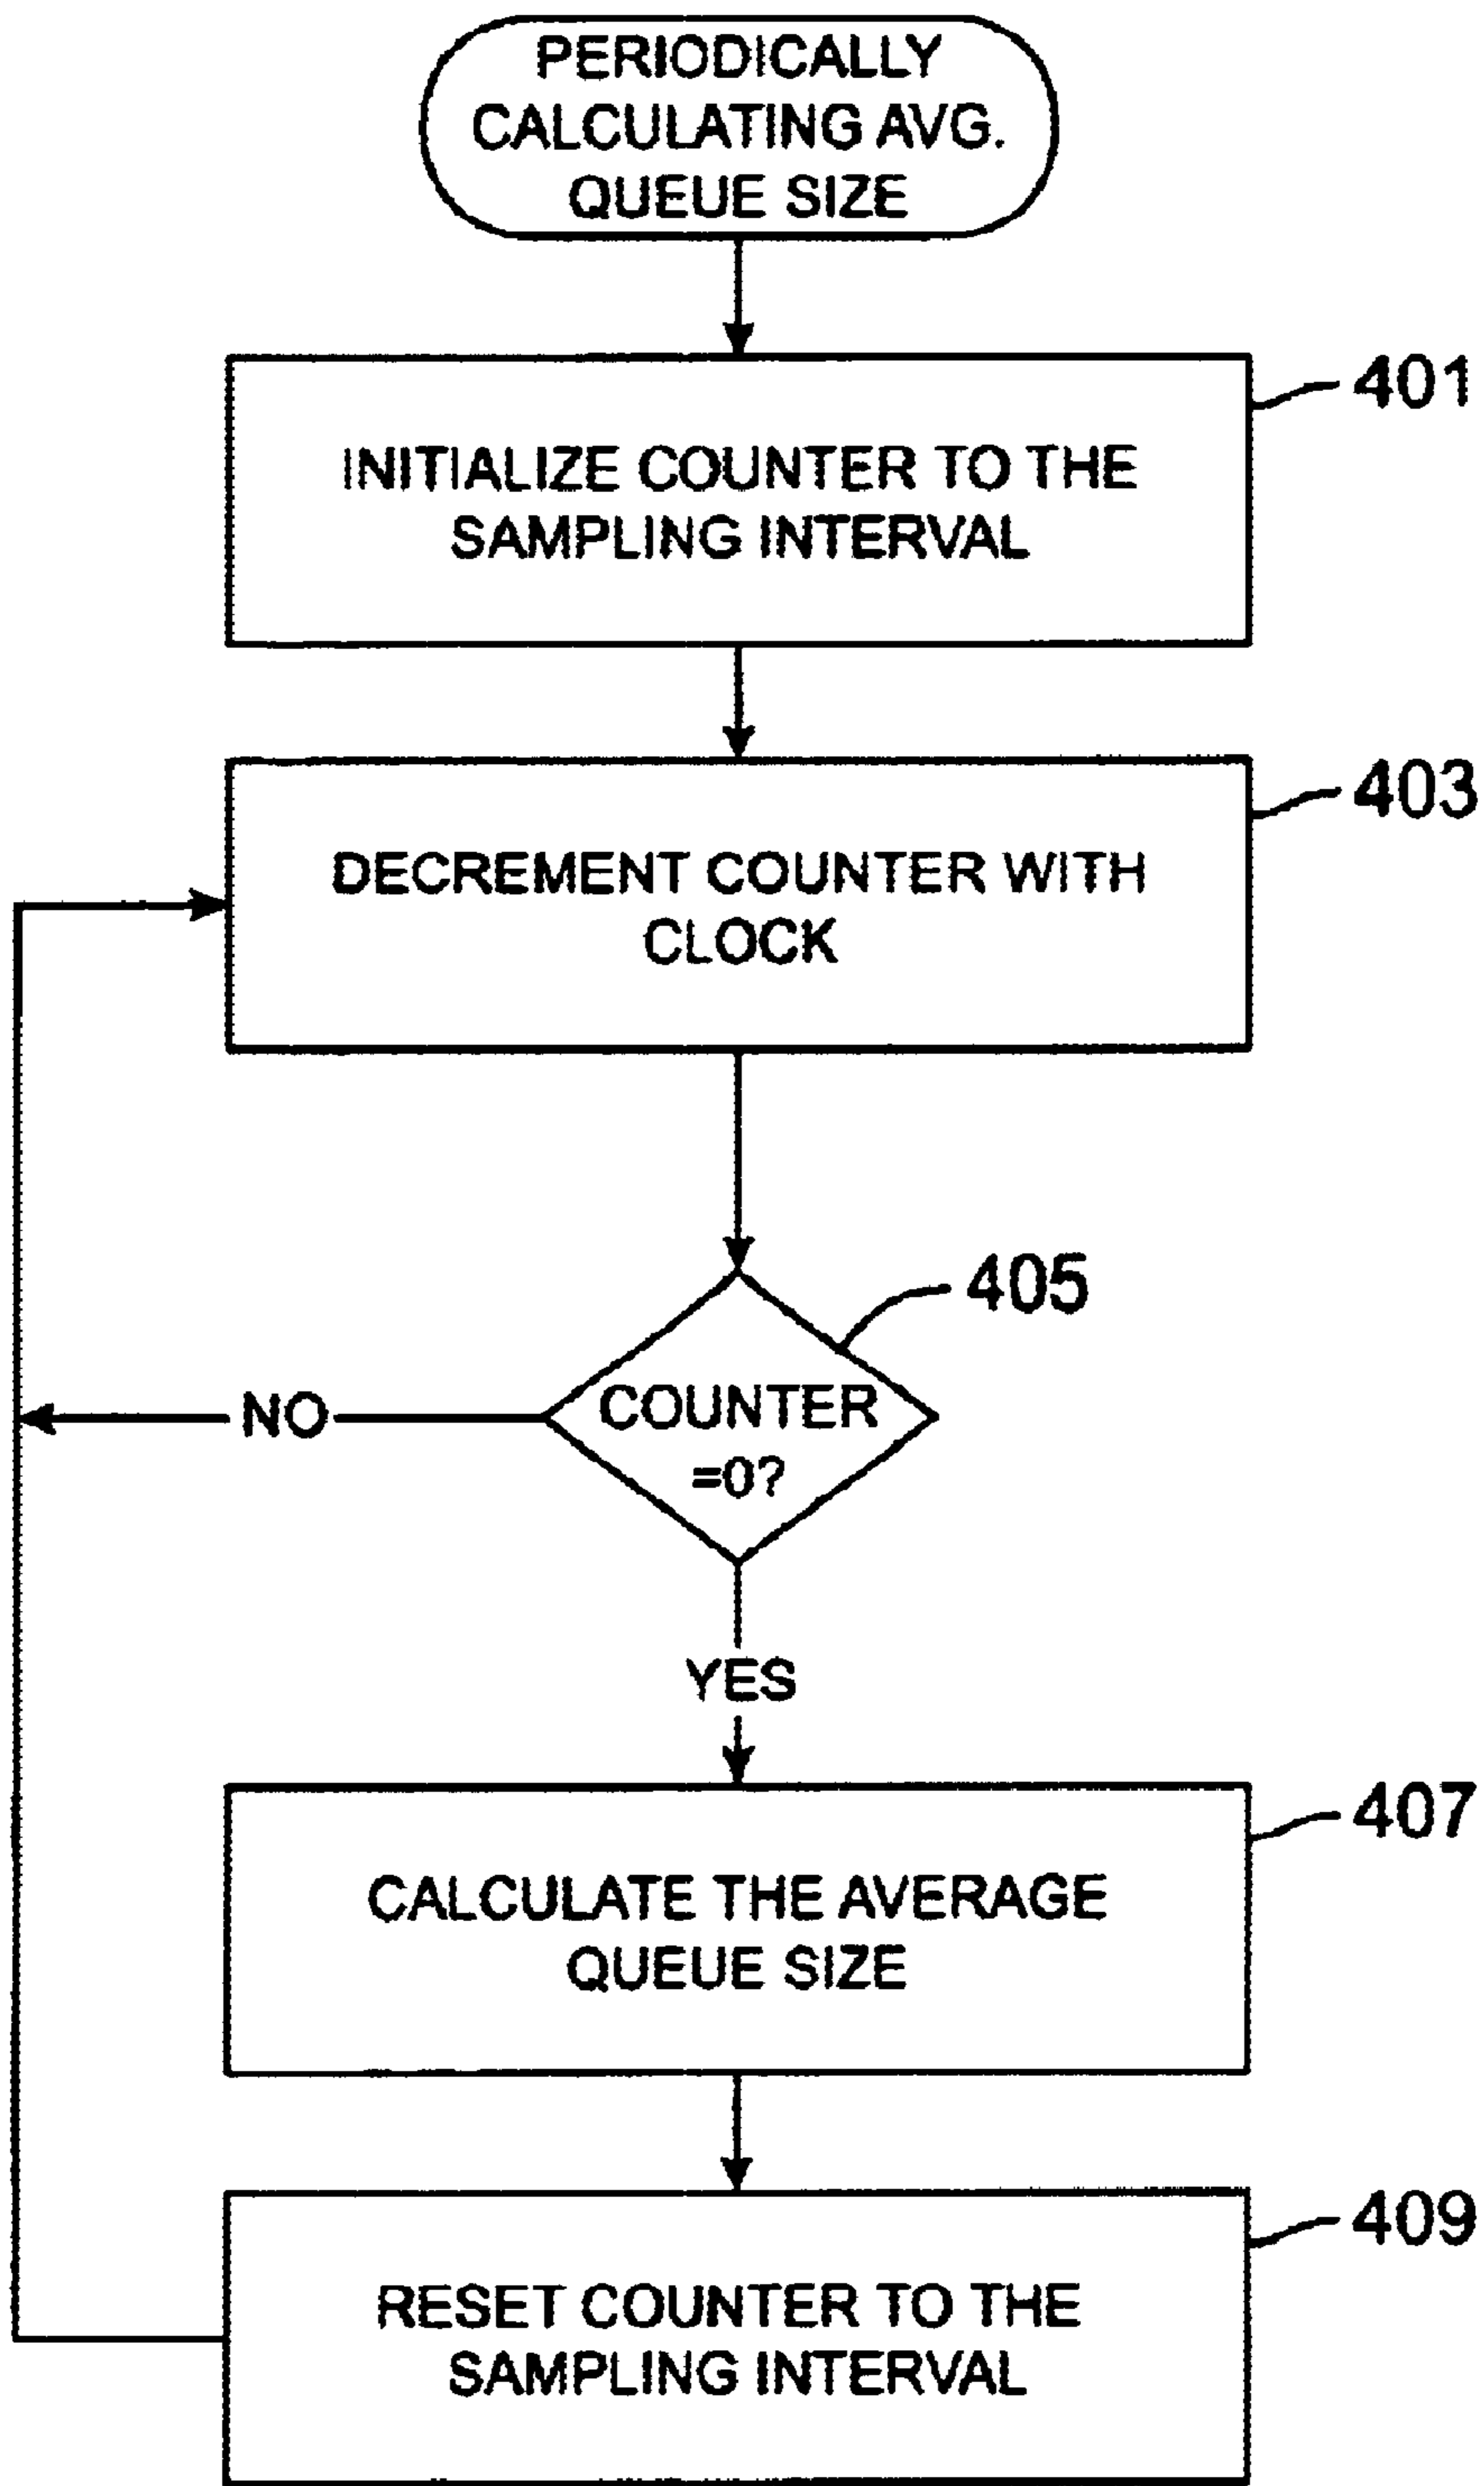 PERIODICALLY
CALCULATING AVG.
QUEUE SIZE
401
INITIALIZE COUNTER TO THE
SAMPLING INTERVAL
403
DECREMENT COUNTER WITH
CLOCK
405
COUNTER
=0?
NO
YES
407
CALCULATE THE AVERAGE
QUEUE SIZE
409
RESET COUNTER TO THE
SAMPLING INTERVAL